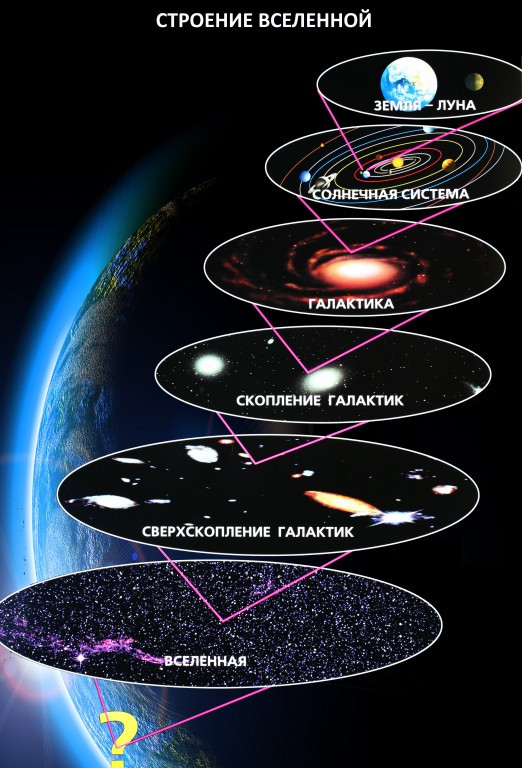 СТРОЕНИЕ ВСЕЛЕННОЙ
ЗЕМЛЯ – ЛУНА
СОЛНЕЧНАЯ СИСТЕМА
ГАЛАКТИКА
СКОПЛЕНИЕ ГАЛАКТИК
СВЕРХСКОПЛЕНИЕ ГАЛАКТИК
ВСЕЛЕННАЯ
?